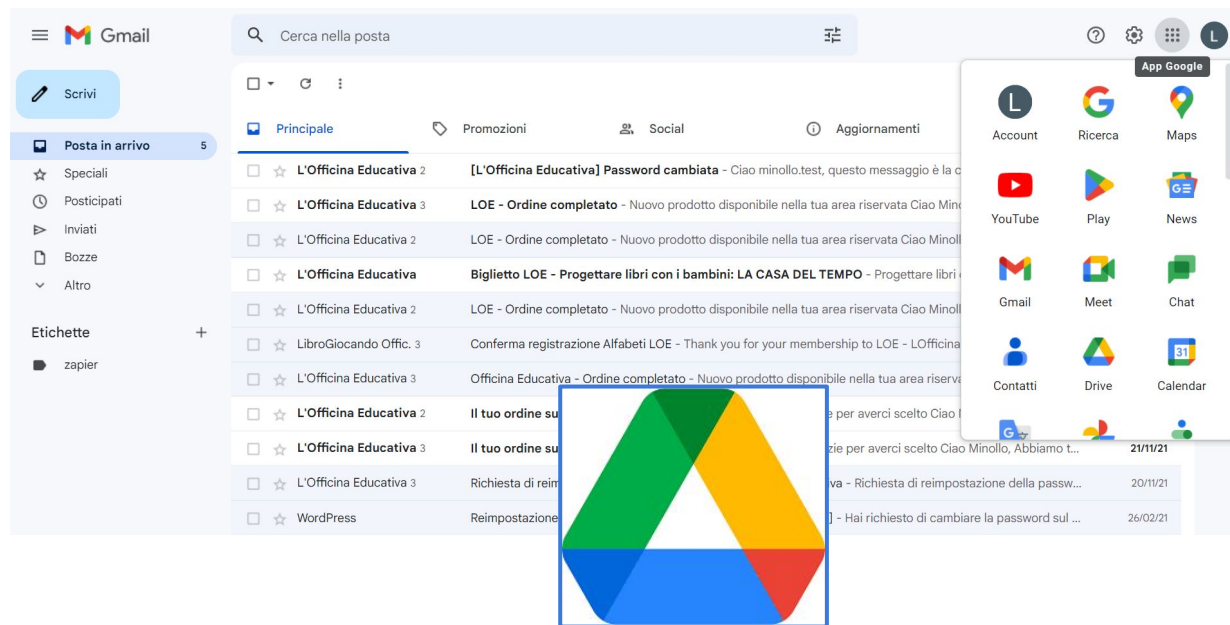 Gmail
Cerca nella posta
L
App Google
Scrivi
Posta in arrivo 5
Speciali
Posticipati
Inviati
Bozze
Altro
Etichette
zapier
Principale Promozioni Social Aggiornamenti
L'Officina Educativa 2 [L'Officina Educativa] Password cambiata - Ciao minollo.test, questo messaggio è la c
L'Officina Educativa 3 LOE - Ordine completato - Nuovo prodotto disponibile nella tua area riservata Ciao Mino
L'Officina Educativa 2 LOE - Ordine completato - Nuovo prodotto disponibile nella tua area riservata Ciao Minoll
L'Officina Educativa Biglietto LOE - Progettare libri con i bambini: LA CASA DEL TEMPO - Progettare libri
L'Officina Educativa 2 LOE - Ordine completato - Nuovo prodotto disponibile nella tua area riservata Ciao Minoll
LibroGiocando Offic. 3 Conferma registrazione Alfabeti LOE - Thank you for your membership to LOE - LOfficina
L'Officina Educativa 3 Officina Educativa - Ordine completato - Nuovo prodotto disponibile nella tua area riserva
L'Officina Educativa 2 Il tuo ordine su e per averci scelto Ciao
L'Officina Educativa 3 Il tuo ordine su zie per averci scelto Ciao Minollo, Abbiamo t... 21/11/21
L'Officina Educativa 3 Richiesta di reim va - Richiesta di reimpostazione della passw... 20/11/21
WordPress Reimpostazione ] - Hai richiesto di cambiare la password sul ... 26/02/21
L
Account Ricerca Maps
YouTube Play News
Gmail Meet Chat
31
Contatti Drive Calendar
G